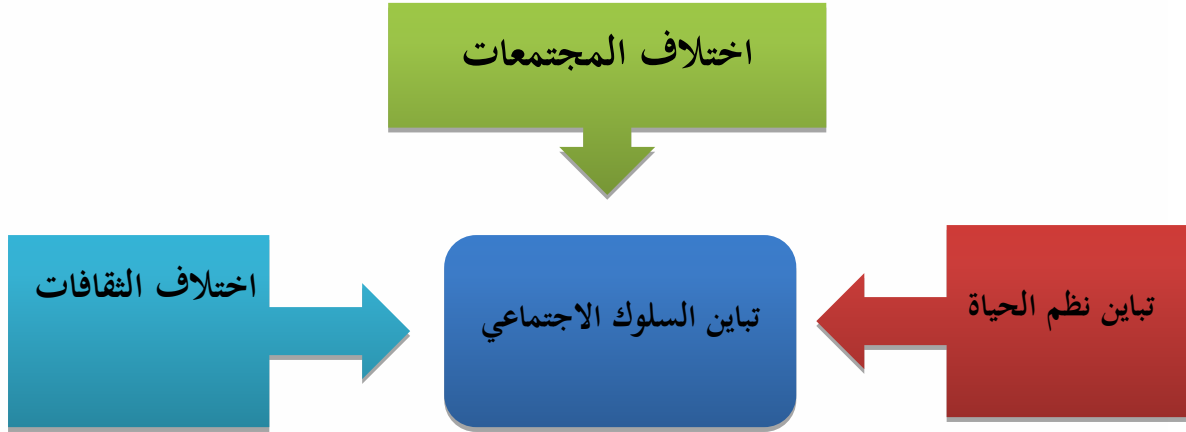 اختلاف المجتمعات
تباين نظم الحياة
تباين السلوك الاجتماعي
اختلاف الثقافات